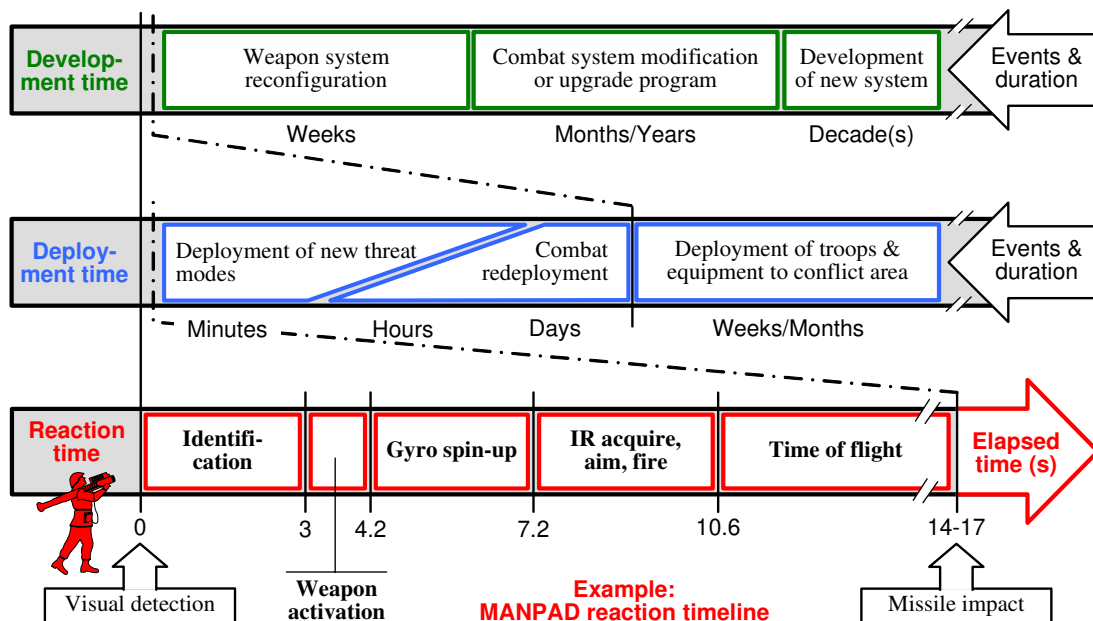 Develop-
ment time
Weapon system
reconfiguration
Combat system modification
or upgrade program
Development
of new system
Events &
duration
Weeks
Months/Years
Decade(s)
Deploy-
ment time
Deployment of new threat
modes
Combat
redeployment
Deployment of troops &
equipment to conflict area
Events &
duration
Minutes
Hours
Days
Weeks/Months
Reaction
time
Identifi-
cation
Gyro spin-up
IR acquire,
aim, fire
Time of flight
Elapsed
time (s)
0
3
4.2
7.2
10.6
14-17
Visual detection
Weapon
activation
Example:
MANPAD reaction timeline
Missile impact